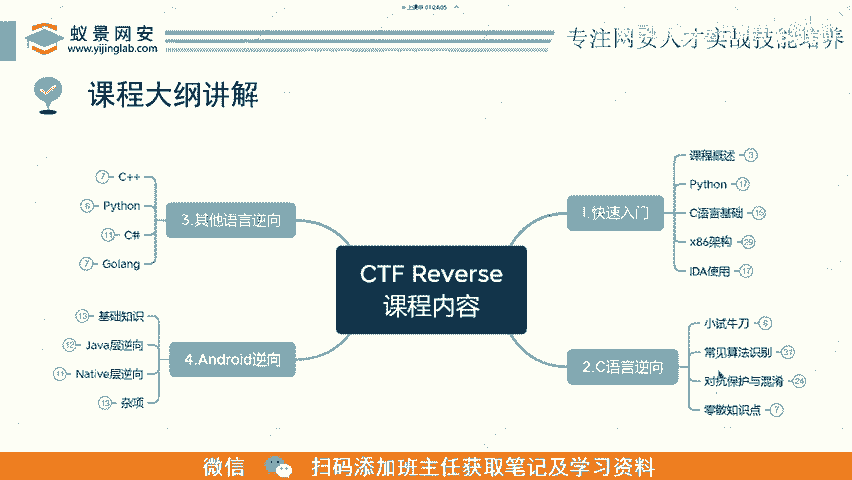 上课中 01:24:05
蚁景网安
www.yijinglab.com
专注网安人才实战技能培养
课程大纲讲解
CTF Reverse
课程内容
1.快速入门
课程概述 3
Python 17
C语言基础
x86架构 29
IDA使用 17
2.C语言逆向
小试牛刀 6
常见算法识别
对抗保护与混淆 24
零散知识点 7
3.其他语言逆向
7 C++
6 Python
11 C#
7 Golang
4.Android逆向
13 基础知识
12 Java层逆向
11 Native层逆向
13 杂项
微信 扫码添加班主任获取笔记及学习资料